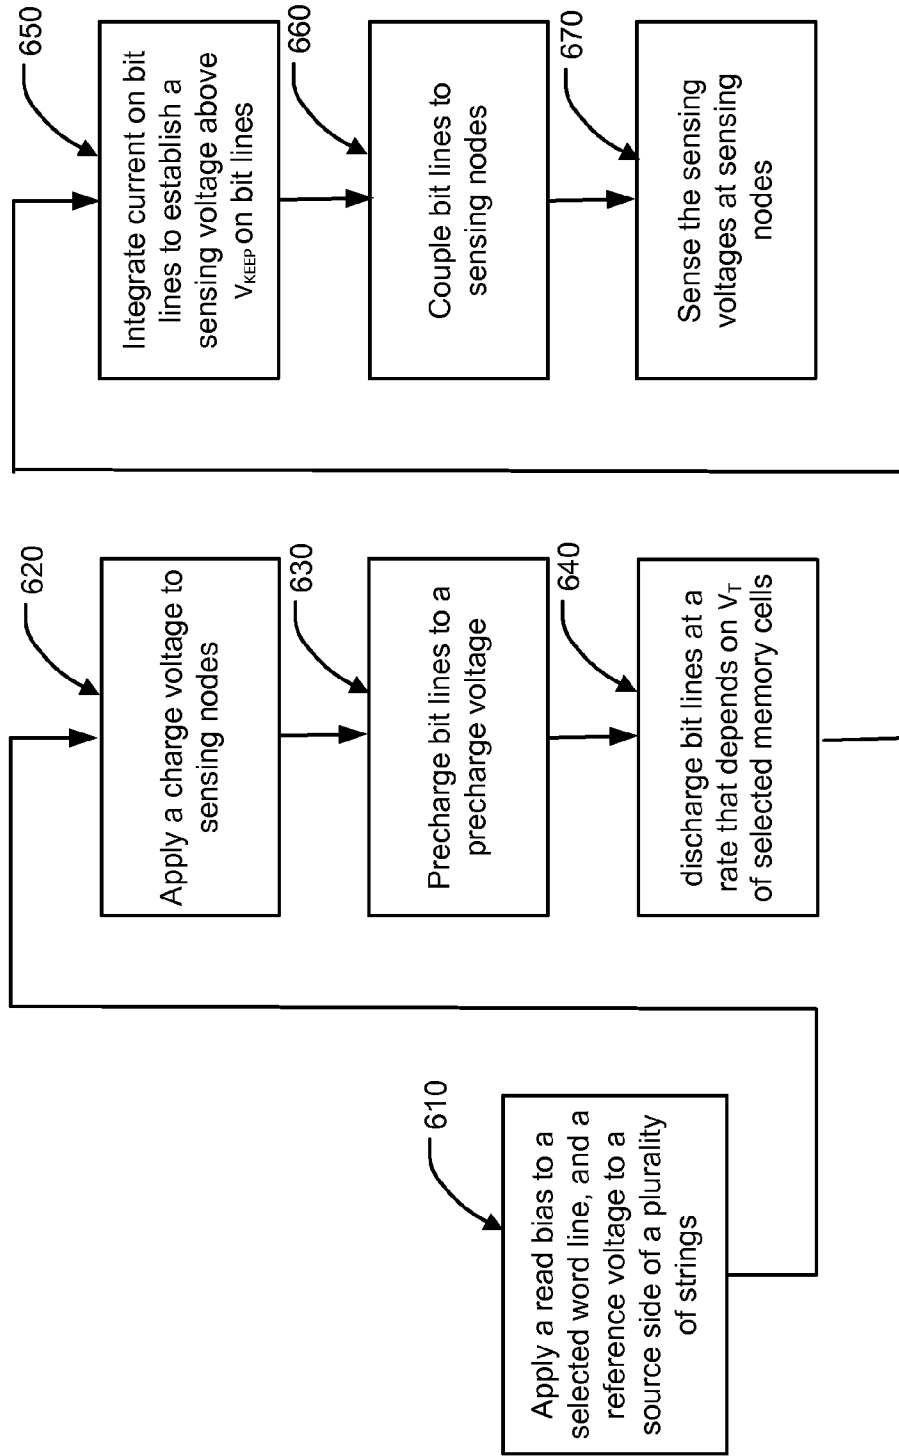 610
Apply a read bias to a
selected word line, and a
reference voltage to a
source side of a plurality
of strings
620
Apply a charge voltage to
sensing nodes
630
Precharge bit lines to a
precharge voltage
640
discharge bit lines at a
rate that depends on VT
of selected memory cells
650
Integrate current on bit
lines to establish a
sensing voltage above
VKEEP on bit lines
660
Couple bit lines to
sensing nodes
670
Sense the sensing
voltages at sensing
nodes